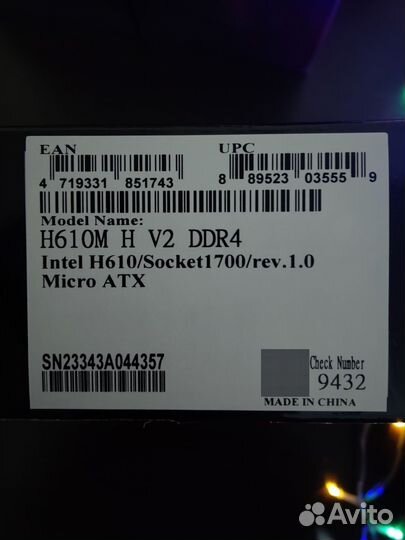 EAN UPC
4 719331 851743 8 89523 03555 9
Model Name:
H610M H V2 DDR4
Intel H610/Socket1700/rev.1.0
Micro ATX
SN23343A044357
Check Number
9432
MADE IN CHINA
Avito